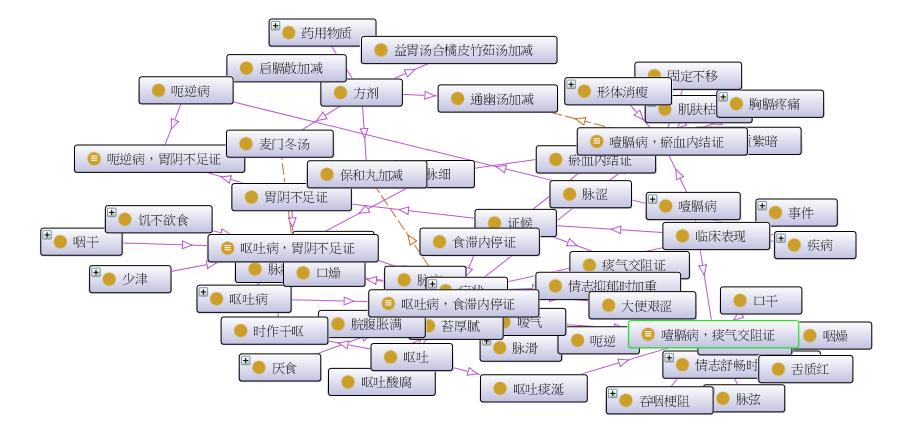 药用物质
益胃汤合橘皮竹茹汤加减
启膈散加减
固定不移
呃逆病
方剂
通幽汤加减
形体消瘦
肌肤枯
胸膈疼痛
麦门冬汤
噎膈病，瘀血内结证
紫暗
呃逆病，胃阴不足证
瘀血内结证
保和丸加减
脉细
胃阴不足证
脉涩
噎膈病
事件
饥不欲食
证候
临床表现
疾病
咽干
呕吐病，胃阴不足证
食滞内停证
痰气交阻证
少津
口燥
情志抑郁时加重
呕吐病
呕吐病，食滞内停证
大便艰涩
口干
时作干呕
脘腹胀满
苔厚腻
嗳气
噎膈病，痰气交阻证
咽燥
呃逆
脉滑
呕吐
厌食
情志舒畅时
舌质红
呕吐酸腐
呕吐痰涎
吞咽梗阻
脉弦